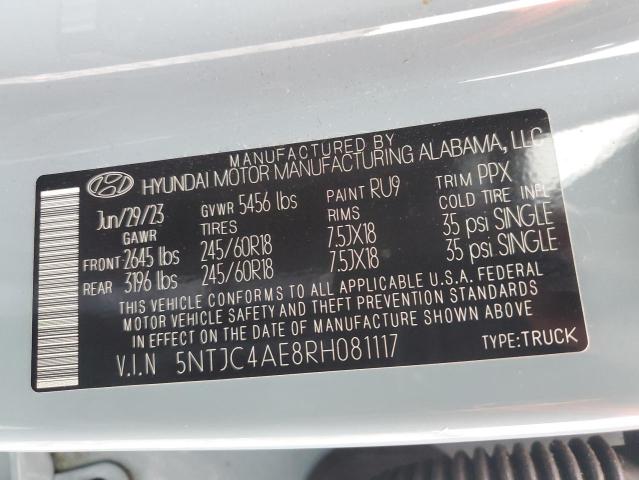 MANUFACTURED BY
HYUNDAI MOTOR MANUFACTURING ALABAMA, LLC
Jun/29/23 GVWR 5456 lbs PAINT RU9 TRIM PPX
GAWR TIRES RIMS COLD TIRE INFL
FRONT 2645 lbs 245/60R18 7.5JX18 35 psi SINGLE
REAR 3196 lbs 245/60R18 7.5JX18 35 psi SINGLE
THIS VEHICLE CONFORMS TO ALL APPLICABLE U.S.A. FEDERAL
MOTOR VEHICLE SAFETY AND THEFT PREVENTION STANDARDS
IN EFFECT ON THE DATE OF MANUFACTURE SHOWN ABOVE
V.I.N 5NTJC4AE8RH081117 TYPE:TRUCK